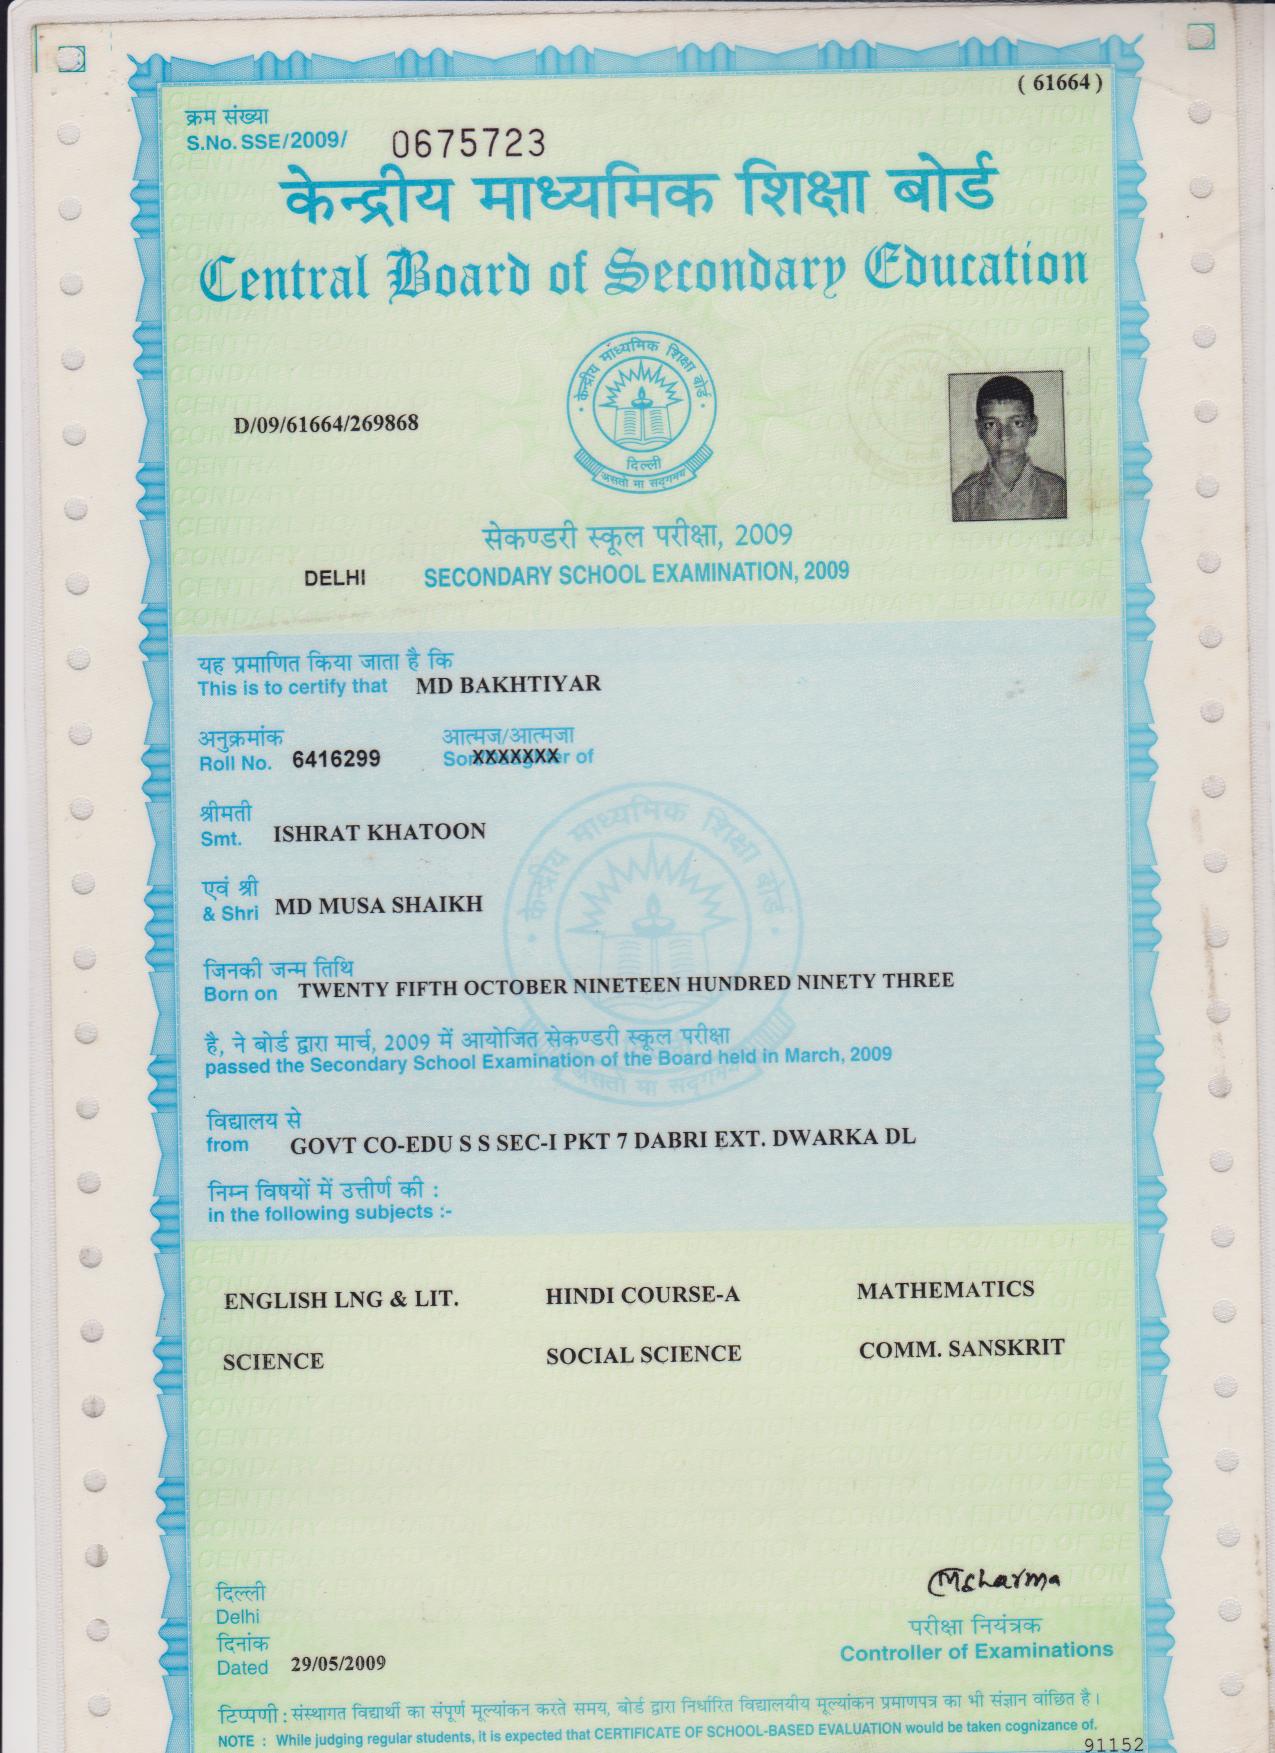 ( 61664 )
क्रम संख्या
S.No. SSE/2009/ 0675723
केन्द्रीय माध्यमिक शिक्षा बोर्ड
Central Board of Secondary Education
केन्द्रीय माध्यमिक शिक्षा बोर्ड
D/09/61664/269868
दिल्ली
असतो मा सद्गमय
सेकण्डरी स्कूल परीक्षा, 2009
DELHI SECONDARY SCHOOL EXAMINATION, 2009
यह प्रमाणित किया जाता है कि
This is to certify that MD BAKHTIYAR
अनुक्रमांक आत्मज/आत्मजा
Roll No. 6416299 Son/Daughter of
श्रीमती
Smt. ISHRAT KHATOON
एवं श्री
& Shri MD MUSA SHAIKH
जिनकी जन्म तिथि
Born on TWENTY FIFTH OCTOBER NINETEEN HUNDRED NINETY THREE
है, ने बोर्ड द्वारा मार्च, 2009 में आयोजित सेकण्डरी स्कूल परीक्षा
passed the Secondary School Examination of the Board held in March, 2009
विद्यालय से
from GOVT CO-EDU S S SEC-I PKT 7 DABRI EXT. DWARKA DL
निम्न विषयों में उत्तीर्ण की :
in the following subjects :-
ENGLISH LNG & LIT. HINDI COURSE-A MATHEMATICS
SCIENCE SOCIAL SCIENCE COMM. SANSKRIT
MSharma
दिल्ली
Delhi
परीक्षा नियंत्रक
दिनांक
Controller of Examinations
Dated 29/05/2009
टिप्पणी : संस्थागत विद्यार्थी का संपूर्ण मूल्यांकन करते समय, बोर्ड द्वारा निर्धारित विद्यालयीय मूल्यांकन प्रमाणपत्र का भी संज्ञान वांछित है।
NOTE : While judging regular students, it is expected that CERTIFICATE OF SCHOOL-BASED EVALUATION would be taken cognizance of.
91152